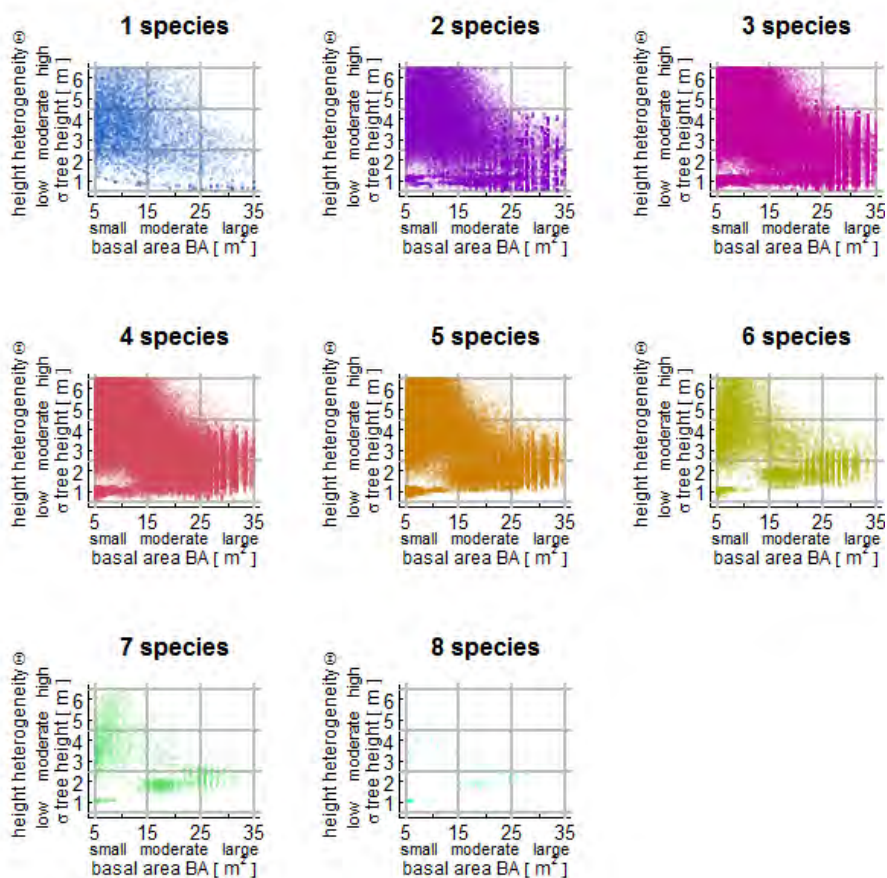 1 species
height heterogeneity Θ
low moderate high
σ tree height [ m ]
6
5
4
3
2
1
5 15 25 35
small moderate large
basal area BA [ m² ]
2 species
height heterogeneity Θ
low moderate high
σ tree height [ m ]
6
5
4
3
2
1
5 15 25 35
small moderate large
basal area BA [ m² ]
3 species
height heterogeneity Θ
low moderate high
σ tree height [ m ]
6
5
4
3
2
1
5 15 25 35
small moderate large
basal area BA [ m² ]
4 species
height heterogeneity Θ
low moderate high
σ tree height [ m ]
6
5
4
3
2
1
5 15 25 35
small moderate large
basal area BA [ m² ]
5 species
height heterogeneity Θ
low moderate high
σ tree height [ m ]
6
5
4
3
2
1
5 15 25 35
small moderate large
basal area BA [ m² ]
6 species
height heterogeneity Θ
low moderate high
σ tree height [ m ]
6
5
4
3
2
1
5 15 25 35
small moderate large
basal area BA [ m² ]
7 species
height heterogeneity Θ
low moderate high
σ tree height [ m ]
6
5
4
3
2
1
5 15 25 35
small moderate large
basal area BA [ m² ]
8 species
height heterogeneity Θ
low moderate high
σ tree height [ m ]
6
5
4
3
2
1
5 15 25 35
small moderate large
basal area BA [ m² ]